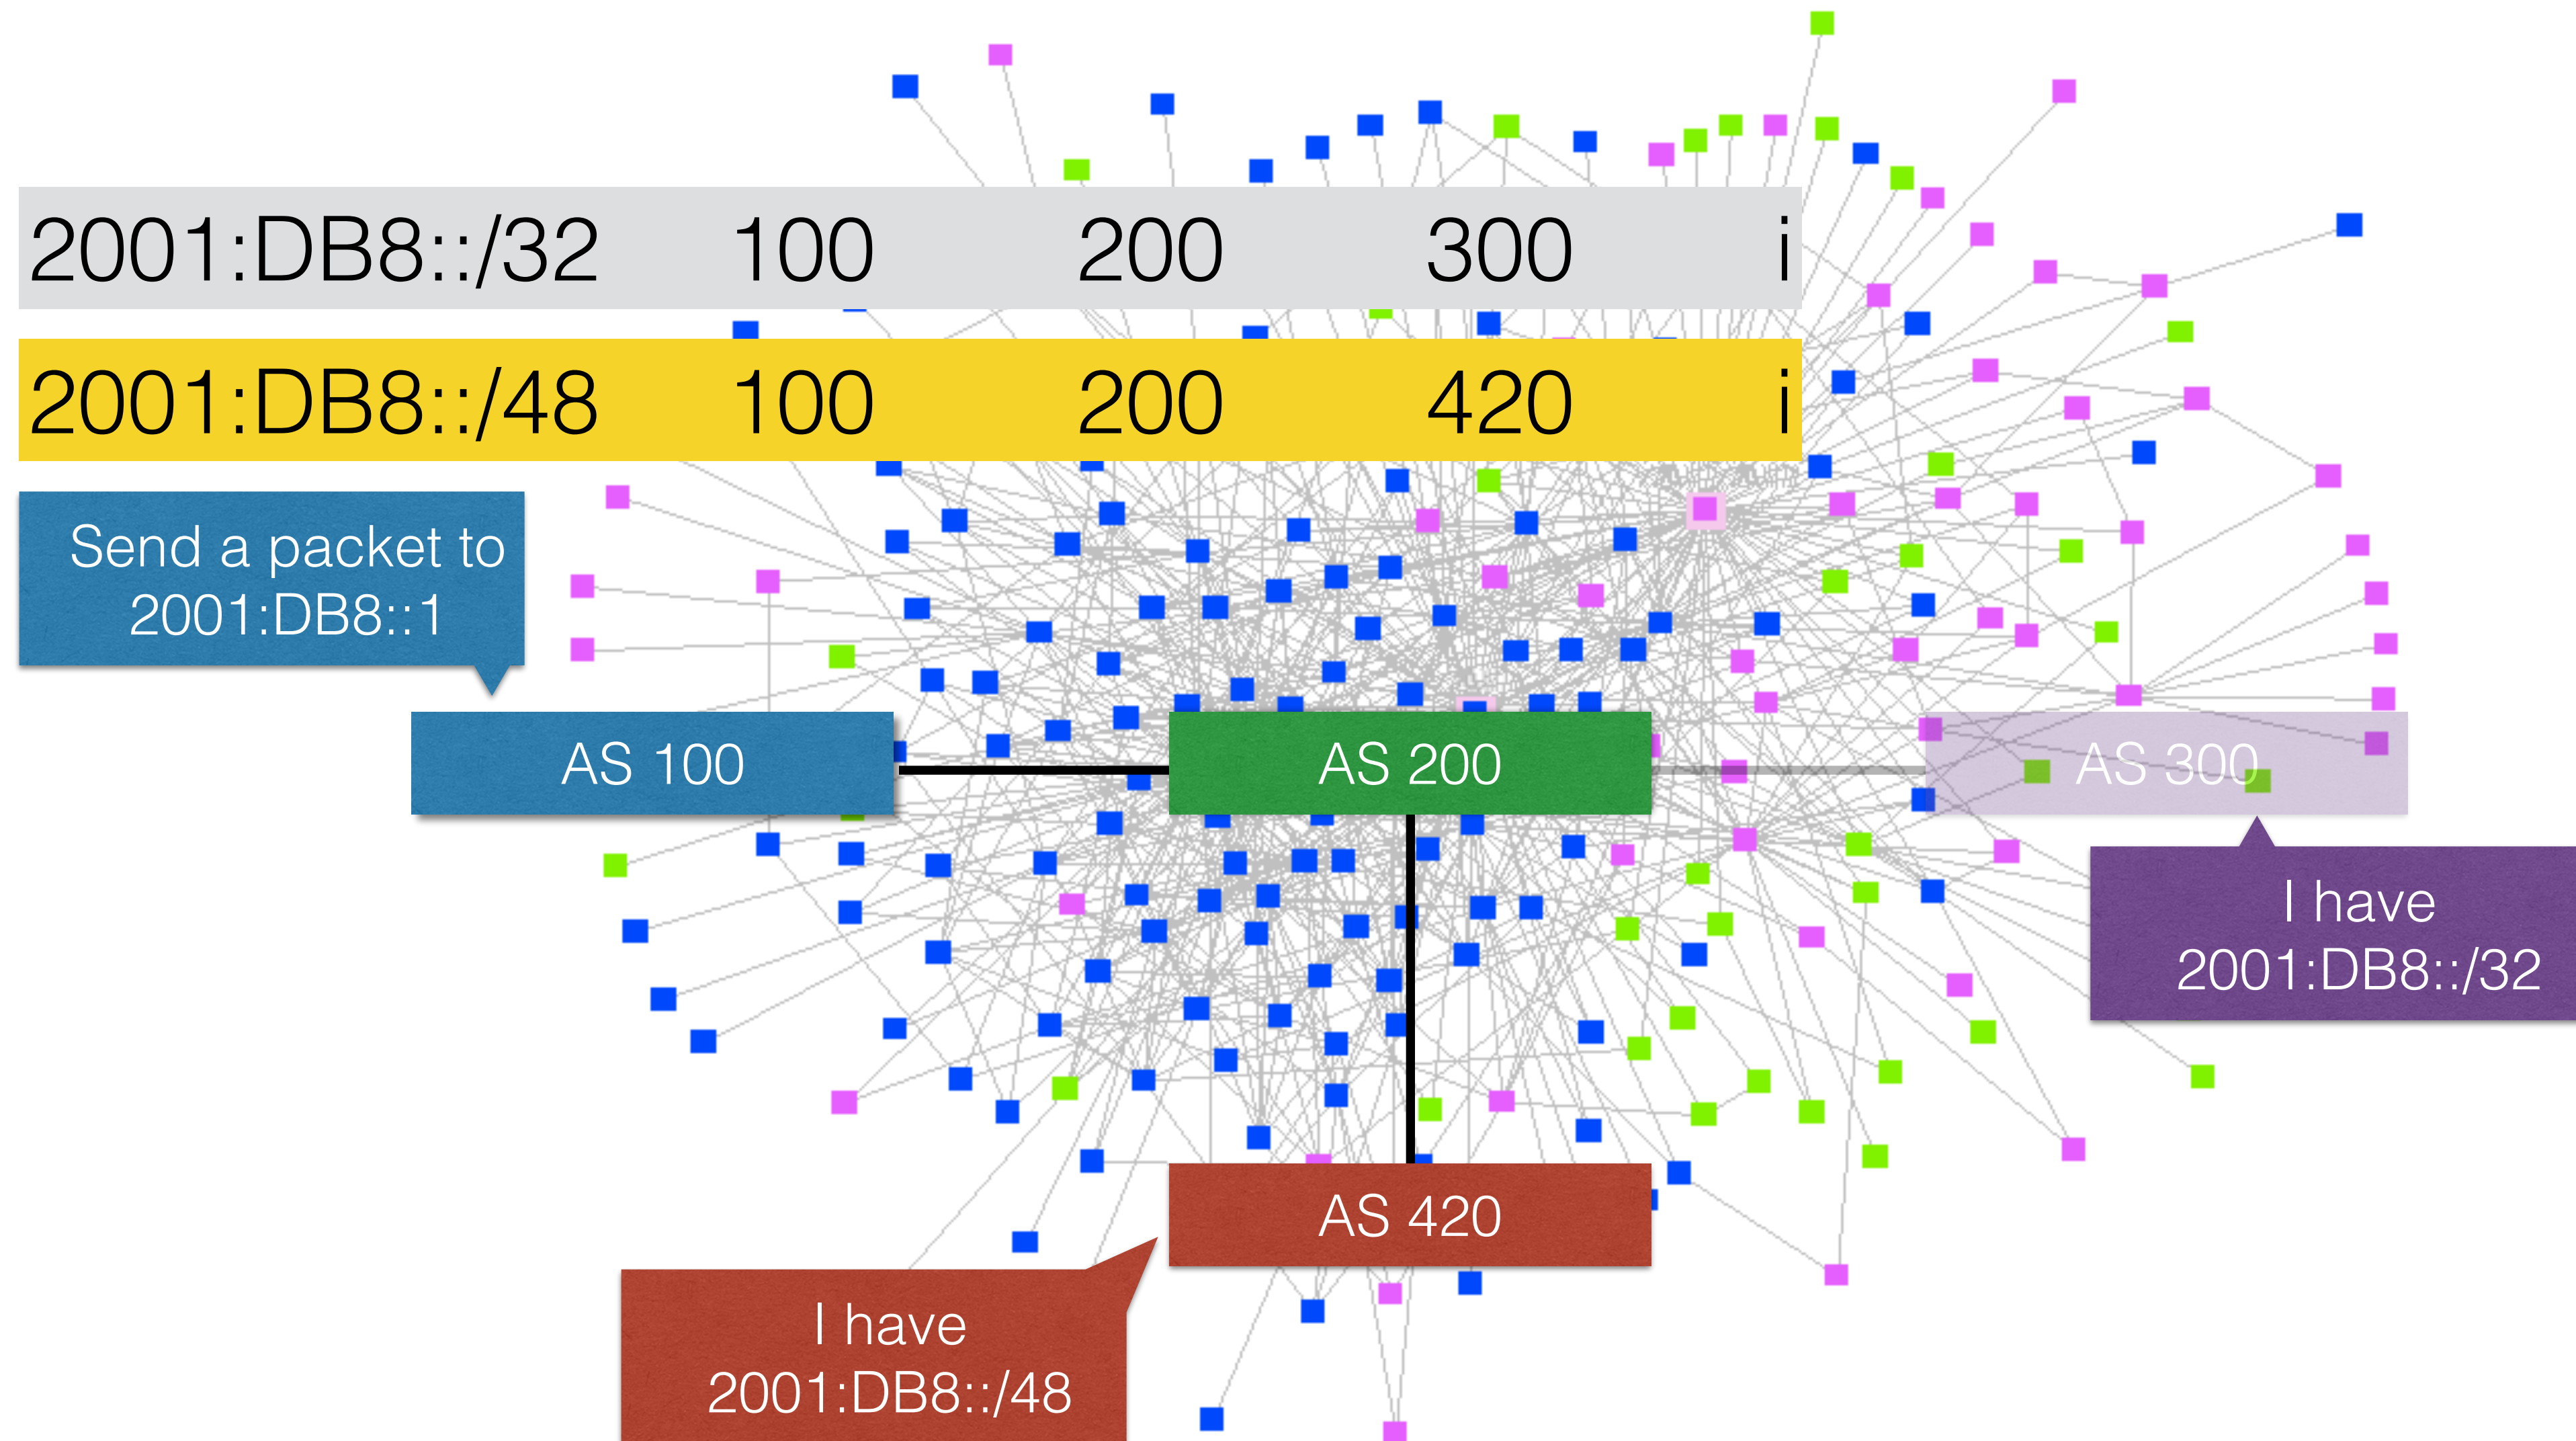 2001:DB8::/32 100 200 300 i
2001:DB8::/48 100 200 420 i
Send a packet to
2001:DB8::1
AS 100
AS 200
AS 300
I have
2001:DB8::/32
AS 420
I have
2001:DB8::/48